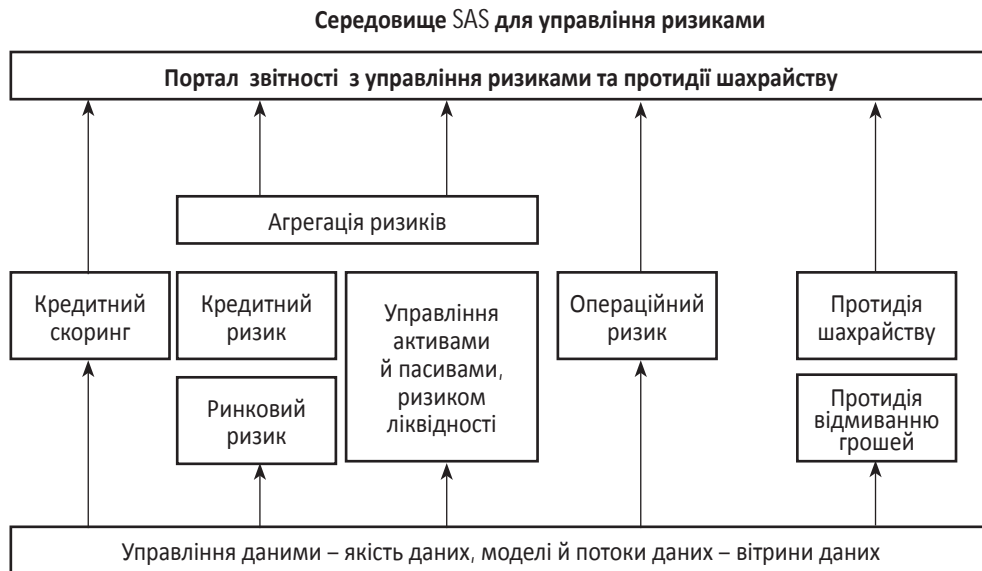 Середовище SAS для управління ризиками
Портал звітності з управління ризиками та протидії шахрайству
Агрегація ризиків
Кредитний
скоринг
Кредитний
ризик
Управління
активами
й пасивами,
ризиком
ліквідності
Операційний
ризик
Протидія
шахрайству
Ринковий
ризик
Протидія
відмиванню
грошей
Управління даними – якість даних, моделі й потоки даних – вітрини даних